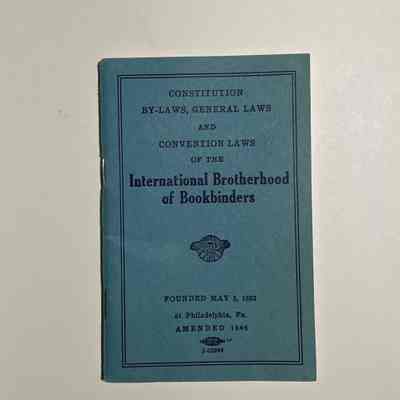 CONSTITUTION
BY-LAWS, GENERAL LAWS
AND
CONVENTION LAWS
OF THE
International Brotherhood
of Bookbinders
FOUNDED MAY 5, 1892
At Philadelphia, Pa.
AMENDED 1946